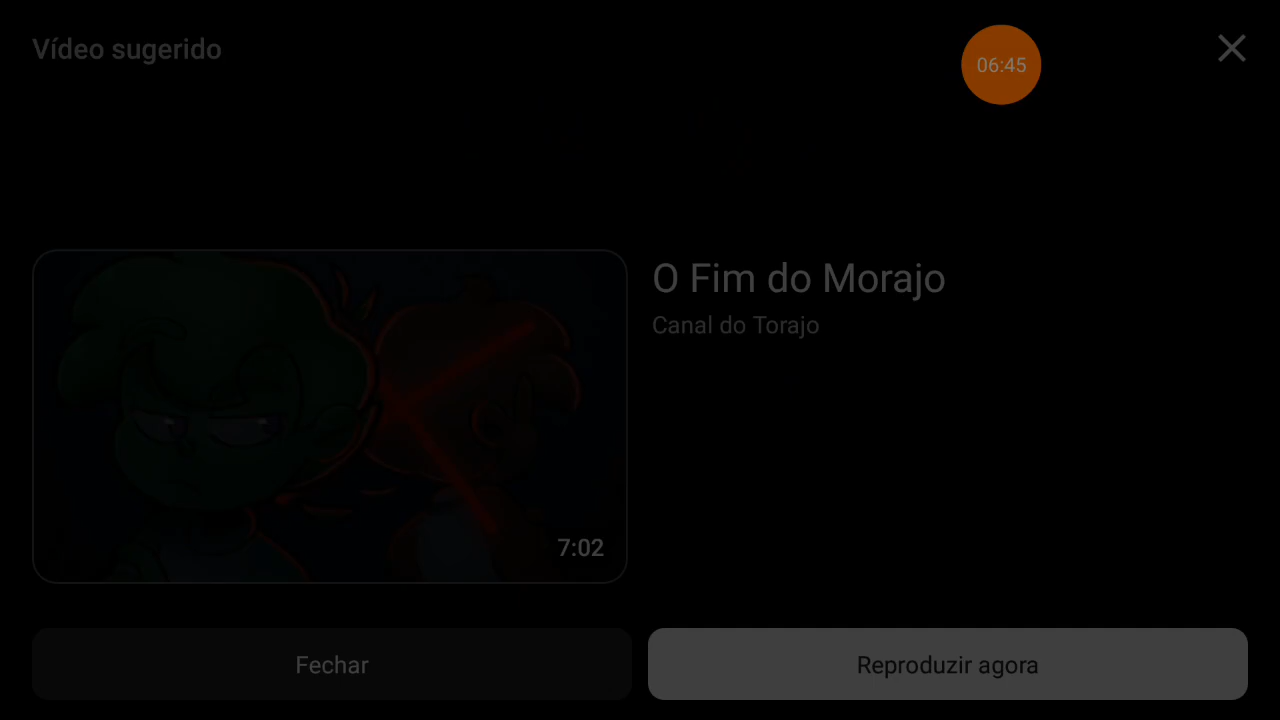 Vídeo sugerido
06:45
O Fim do Morajo
Canal do Torajo
7:02
Fechar
Reproduzir agora